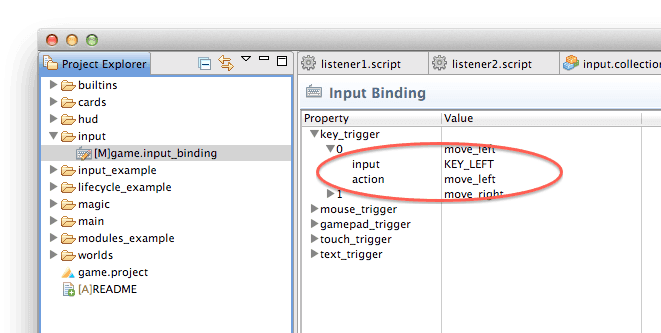 Project Explorer
builtins
cards
hud
input
[M]game.input_binding
input_example
lifecycle_example
magic
main
modules_example
worlds
game.project
[A]README
listener1.script
listener2.script
input.collection
Input Binding
Property Value
key_trigger
0 move_left
input KEY_LEFT
action move_left
1 move_right
mouse_trigger
gamepad_trigger
touch_trigger
text_trigger